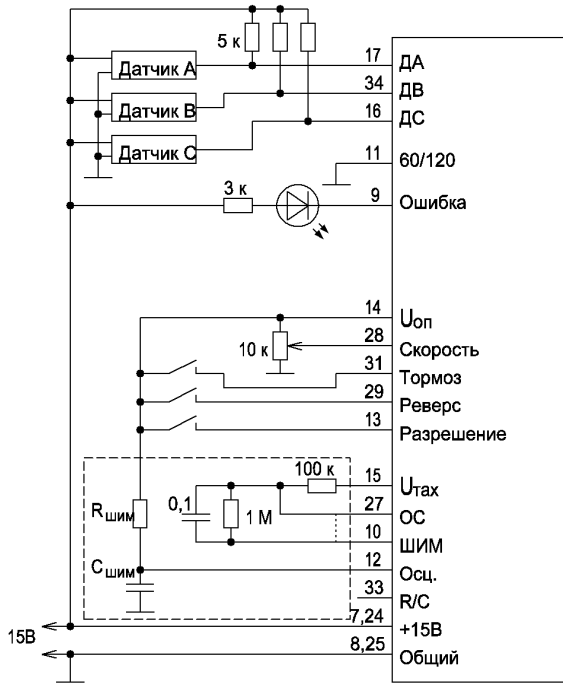 5 к
17 ДА
Датчик А
34 ДВ
Датчик В
16 ДС
Датчик С
11 60/120
3 к
9 Ошибка
14 Uоп
28 Скорость
10 к
31 Тормоз
29 Реверс
13 Разрешение
100 к
15 Uтах
0,1
27 ОС
Rшим
1 М
10 ШИМ
Сшим
12 Осц.
33 R/C
7,24 +15В
15В
8,25 Общий